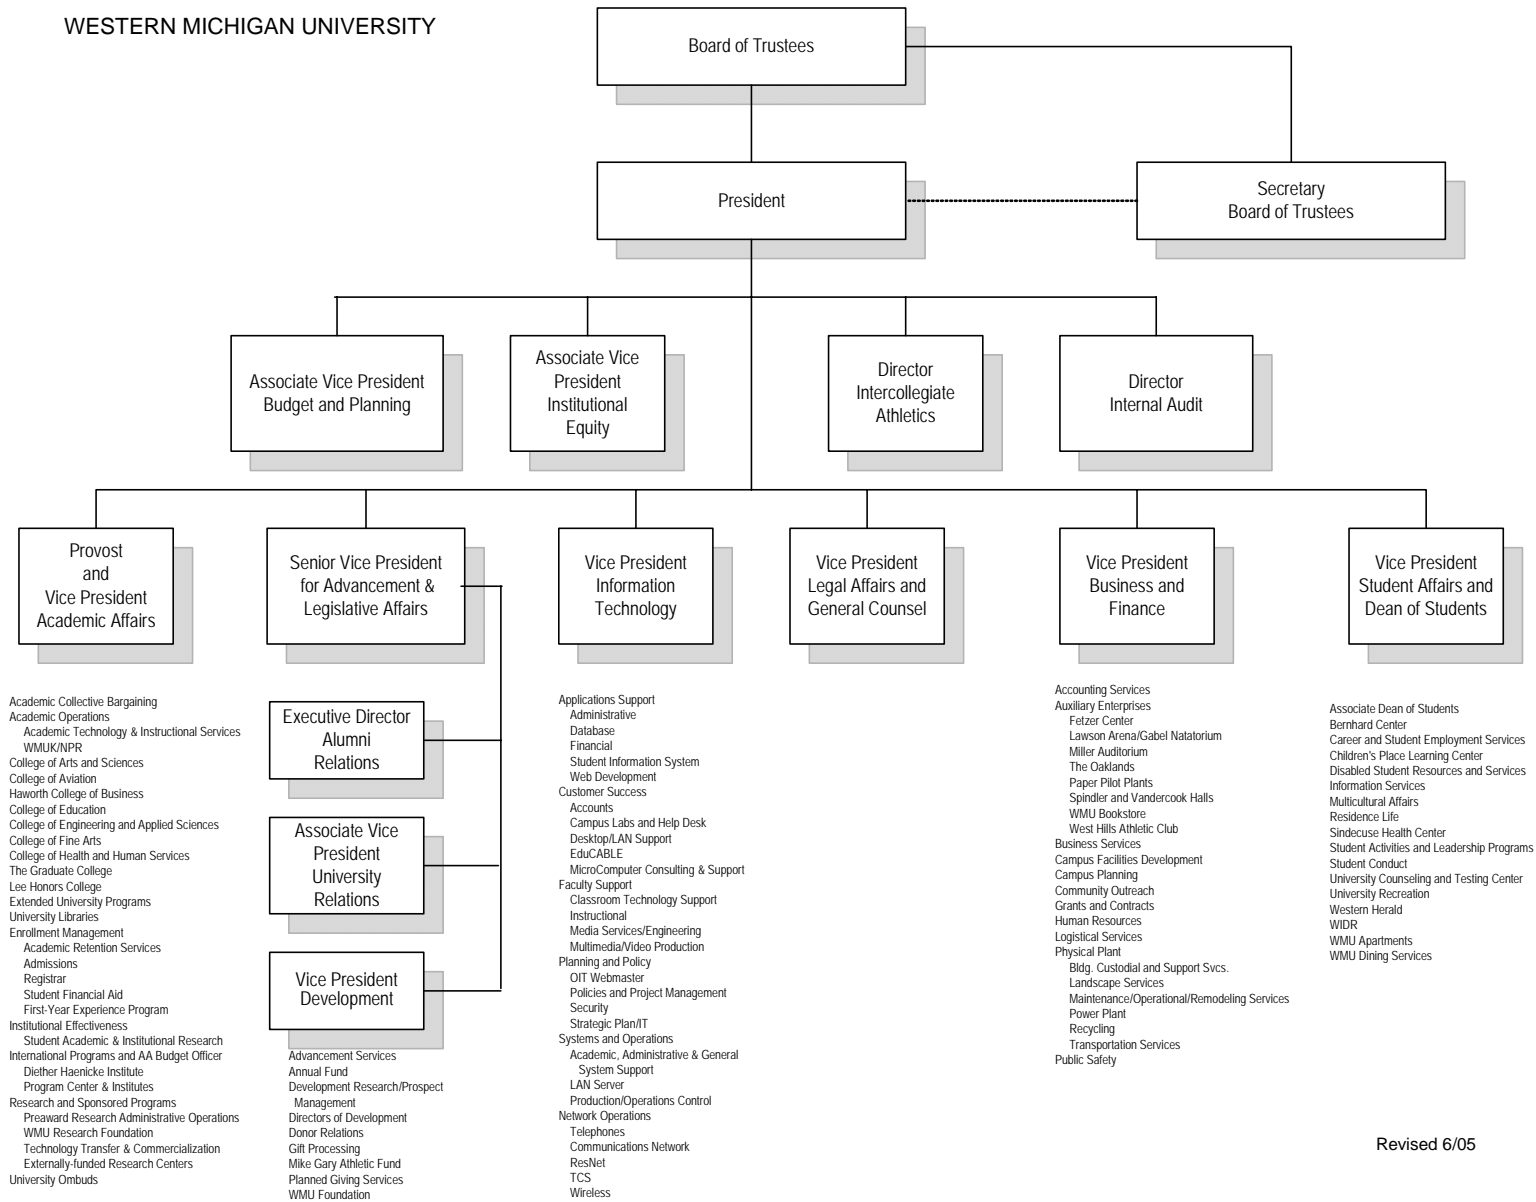 WESTERN MICHIGAN UNIVERSITY
Board of Trustees
President
Secretary
Board of Trustees
Associate Vice President
Budget and Planning
Associate Vice
President
Institutional
Equity
Director
Intercollegiate
Athletics
Director
Internal Audit
Provost
and
Vice President
Academic Affairs
Senior Vice President
for Advancement &
Legislative Affairs
Vice President
Information
Technology
Vice President
Legal Affairs and
General Counsel
Vice President
Business and
Finance
Vice President
Student Affairs and
Dean of Students
Academic Collective Bargaining
Academic Operations
Academic Technology & Instructional Services
WMUK/NPR
College of Arts and Sciences
College of Aviation
Haworth College of Business
College of Education
College of Engineering and Applied Sciences
College of Fine Arts
College of Health and Human Services
The Graduate College
Lee Honors College
Extended University Programs
University Libraries
Enrollment Management
Academic Retention Services
Admissions
Registrar
Student Financial Aid
First-Year Experience Program
Institutional Effectiveness
Student Academic & Institutional Research
International Programs and AA Budget Officer
Diether Haenicke Institute
Program Center & Institutes
Research and Sponsored Programs
Preaward Research Administrative Operations
WMU Research Foundation
Technology Transfer & Commercialization
Externally-funded Research Centers
University Ombuds
Executive Director
Alumni
Relations
Associate Vice
President
University
Relations
Vice President
Development
Advancement Services
Annual Fund
Development Research/Prospect
Management
Directors of Development
Donor Relations
Gift Processing
Mike Gary Athletic Fund
Planned Giving Services
WMU Foundation
Applications Support
Administrative
Database
Financial
Student Information System
Web Development
Customer Success
Accounts
Campus Labs and Help Desk
Desktop/LAN Support
EduCABLE
MicroComputer Consulting & Support
Faculty Support
Classroom Technology Support
Instructional
Media Services/Engineering
Multimedia/Video Production
Planning and Policy
OIT Webmaster
Policies and Project Management
Security
Strategic Plan/IT
Systems and Operations
Academic, Administrative & General
System Support
LAN Server
Production/Operations Control
Network Operations
Telephones
Communications Network
ResNet
TCS
Wireless
Accounting Services
Auxiliary Enterprises
Fetzer Center
Lawson Arena/Gabel Natatorium
Miller Auditorium
The Oaklands
Paper Pilot Plants
Spindler and Vandercook Halls
WMU Bookstore
West Hills Athletic Club
Business Services
Campus Facilities Development
Campus Planning
Community Outreach
Grants and Contracts
Human Resources
Logistical Services
Physical Plant
Bldg. Custodial and Support Svcs.
Landscape Services
Maintenance/Operational/Remodeling Services
Power Plant
Recycling
Transportation Services
Public Safety
Associate Dean of Students
Bernhard Center
Career and Student Employment Services
Children's Place Learning Center
Disabled Student Resources and Services
Information Services
Multicultural Affairs
Residence Life
Sindecuse Health Center
Student Activities and Leadership Programs
Student Conduct
University Counseling and Testing Center
University Recreation
Western Herald
WIDR
WMU Apartments
WMU Dining Services
Revised 6/05